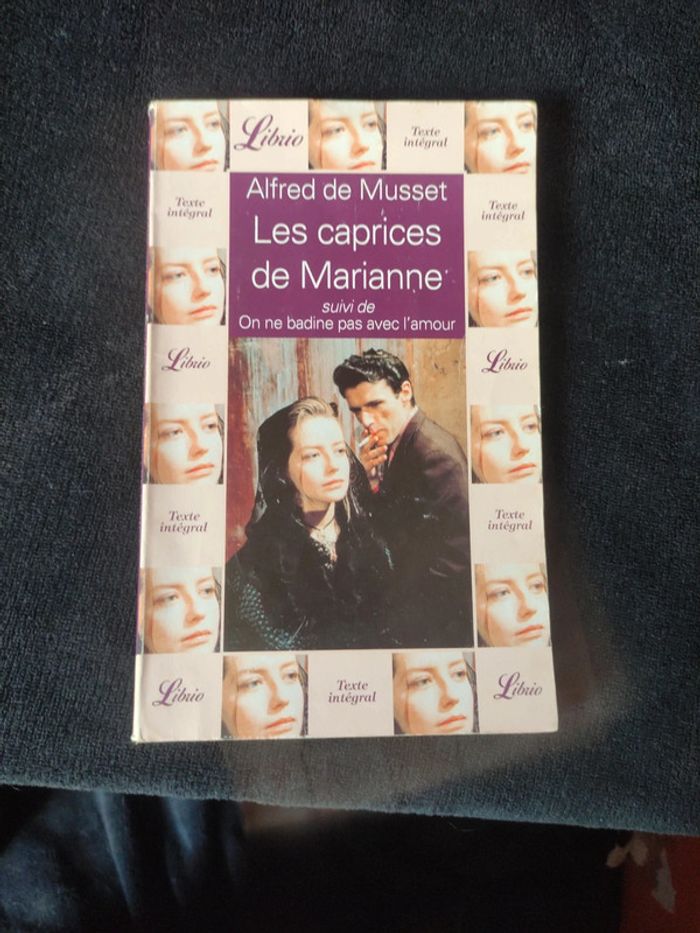 Librio
Texte
intégral
Texte
intégral
Alfred de Musset
Texte
intégral
Les caprices
de Marianne
suivi de
On ne badine pas avec l'amour
Librio
Librio
Texte
intégral
Texte
intégral
Librio
Texte
intégral
Librio